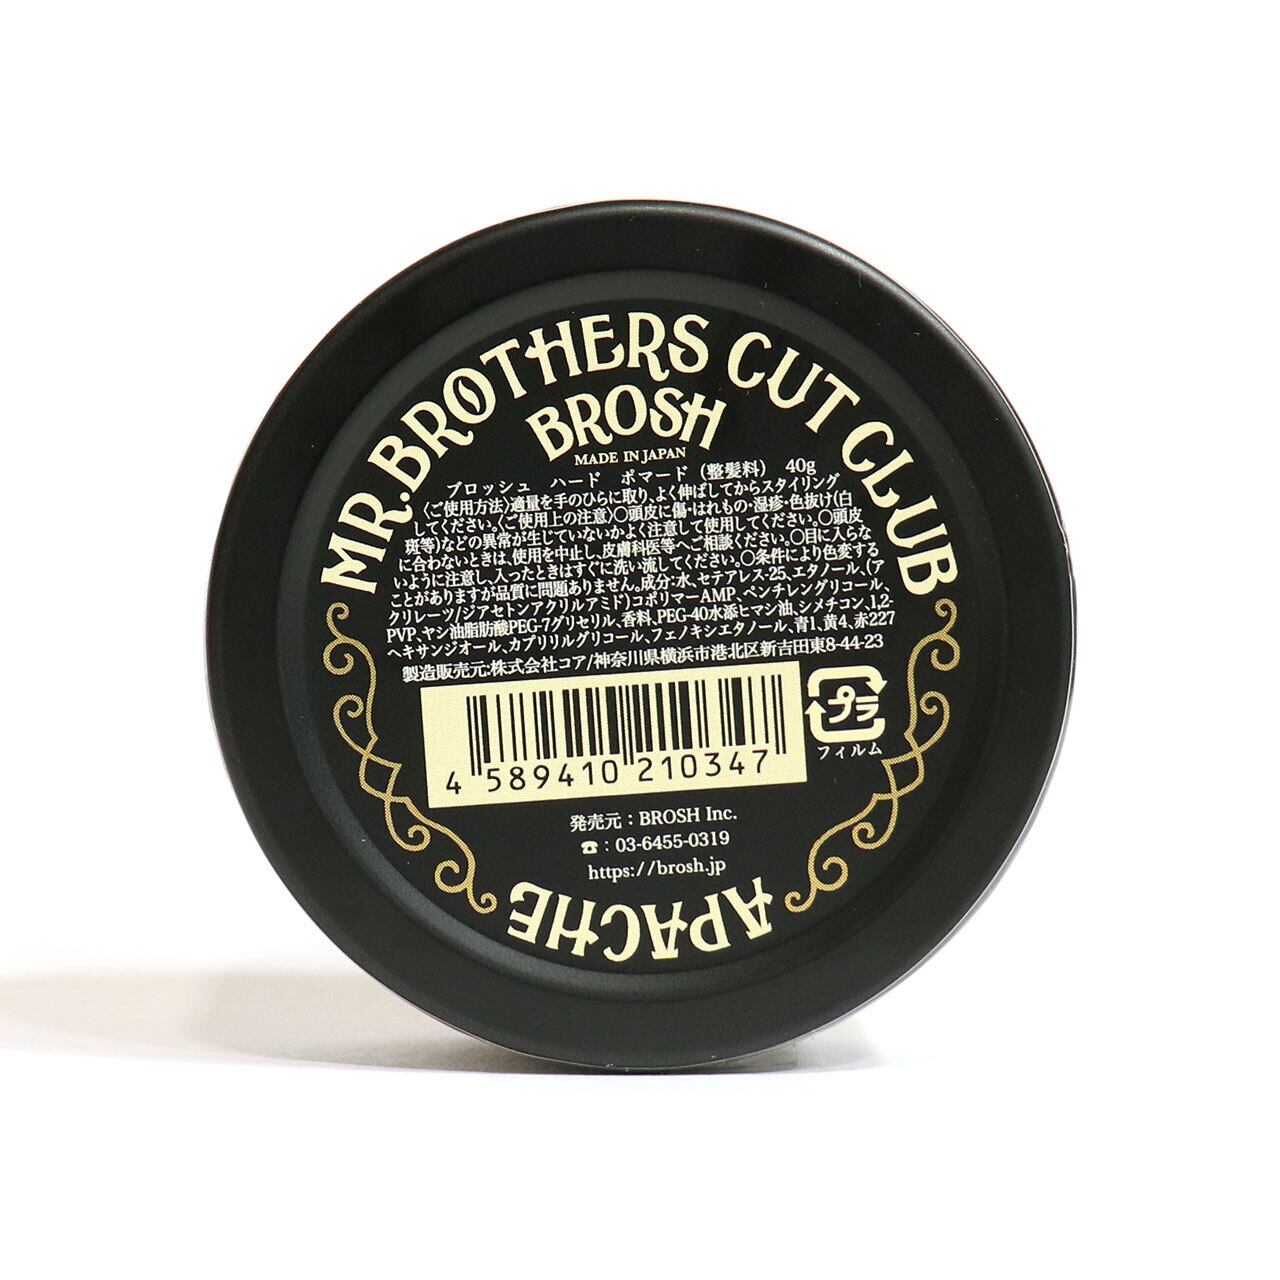 MR.BROTHERS CUT CLUB
BROSH
MADE IN JAPAN
ブロッシュ ハード ポマード (整髪料) 40g
〈ご使用方法〉適量を手のひらに取り、よく伸ばしてからスタイリング
してください。〈ご使用上の注意〉○頭皮に傷・はれもの・湿疹・色抜け(白
斑等)などの異常が生じていないかよく注意して使用してください。○頭皮
に合わないときは、使用を中止し、皮膚科医等へご相談ください。○目に入らな
いように注意し、入ったときはすぐに洗い流してください。○条件により色変する
ことがありますが品質に問題ありません。成分:水、セテアレス-25、エタノール、(ア
クリレーツ/ジアセトンアクリルアミド)コポリマーAMP、ペンチレングリコール、
PVP、ヤシ油脂肪酸PEG-7グリセリル、香料、PEG-40水添ヒマシ油、シメチコン、1,2-
ヘキサンジオール、カプリリルグリコール、フェノキシエタノール、青1、黄4、赤227
製造販売元:株式会社コア/神奈川県横浜市港北区新吉田東8-44-23
プラ
フィルム
4 589410 210347
発売元：BROSH Inc.
☎：03-6455-0319
https://brosh.jp
APACHE